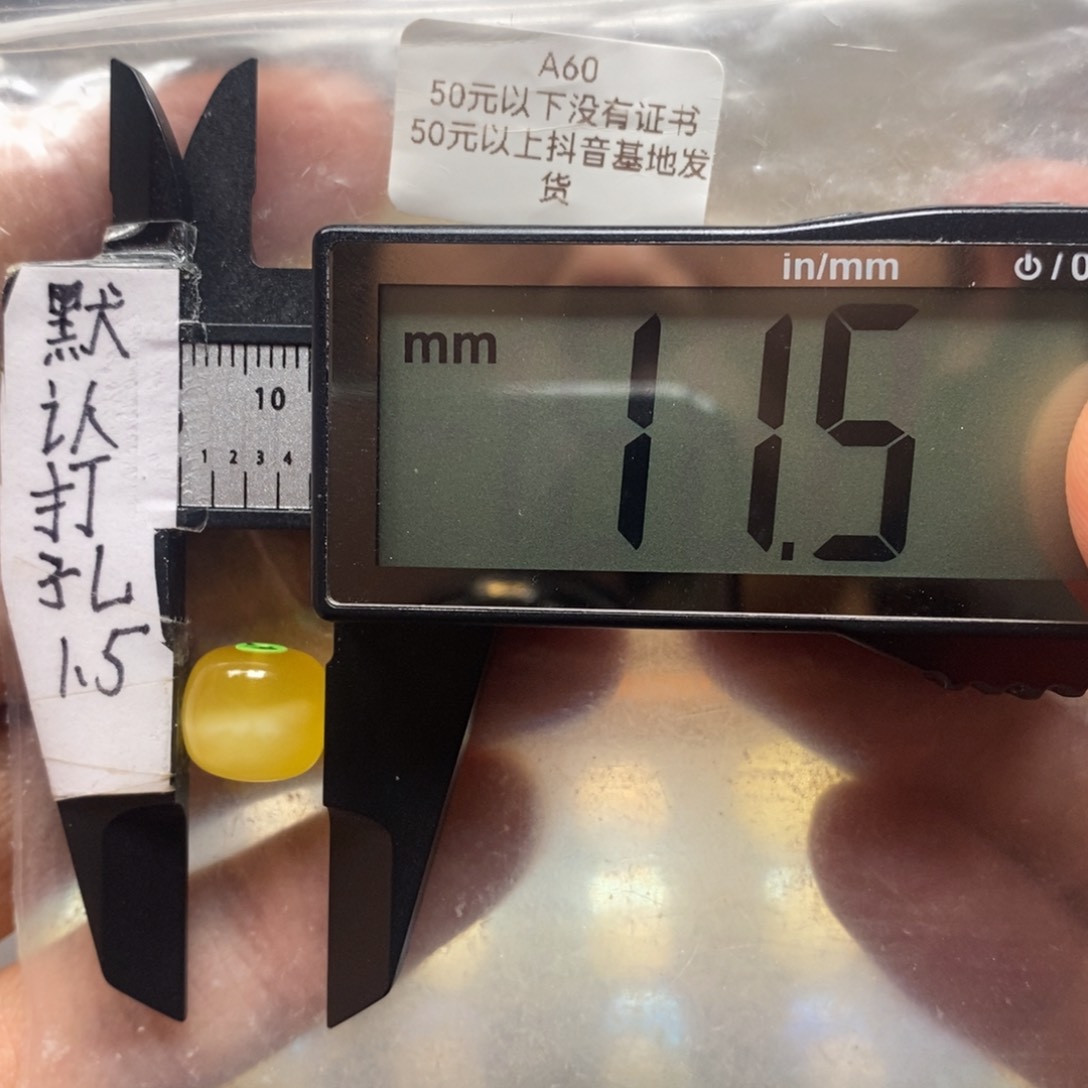 A60
50元以下没有证书
50元以上抖音基地发
货
in/mm
⏻/0
mm
11.5
默
认
打
孔
1.5
10
1 2 3 4